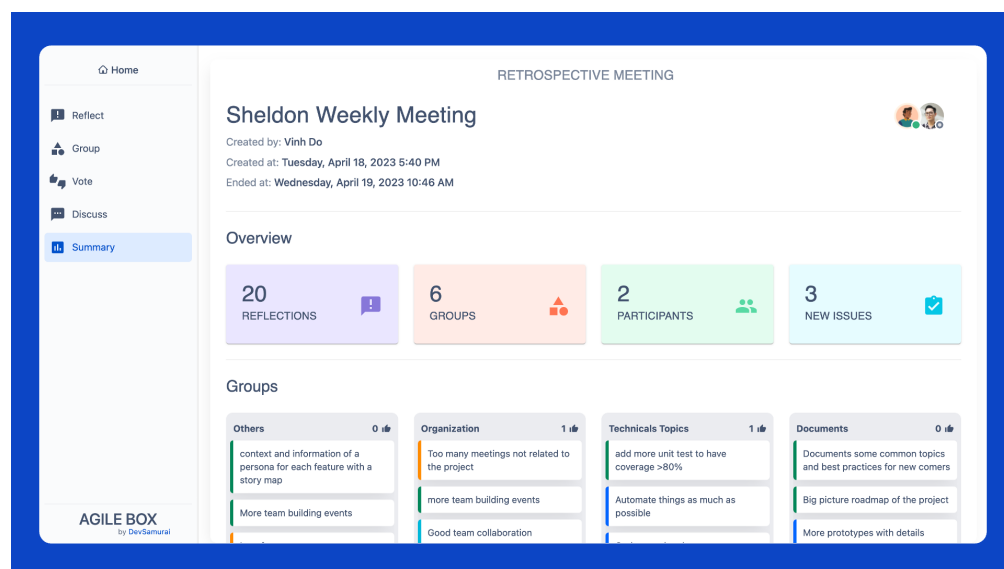 Home
Reflect
Group
Vote
Discuss
Summary
AGILE BOX
by DevSamurai
RETROSPECTIVE MEETING
Sheldon Weekly Meeting
Created by: Vinh Do
Created at: Tuesday, April 18, 2023 5:40 PM
Ended at: Wednesday, April 19, 2023 10:46 AM
Overview
20
REFLECTIONS
6
GROUPS
2
PARTICIPANTS
3
NEW ISSUES
Groups
Others 0
context and information of a
persona for each feature with a
story map
More team building events
Organization 1
Too many meetings not related to
the project
more team building events
Good team collaboration
Technicals Topics 1
add more unit test to have
coverage >80%
Automate things as much as
possible
Documents 0
Documents some common topics
and best practices for new comers
Big picture roadmap of the project
More prototypes with details